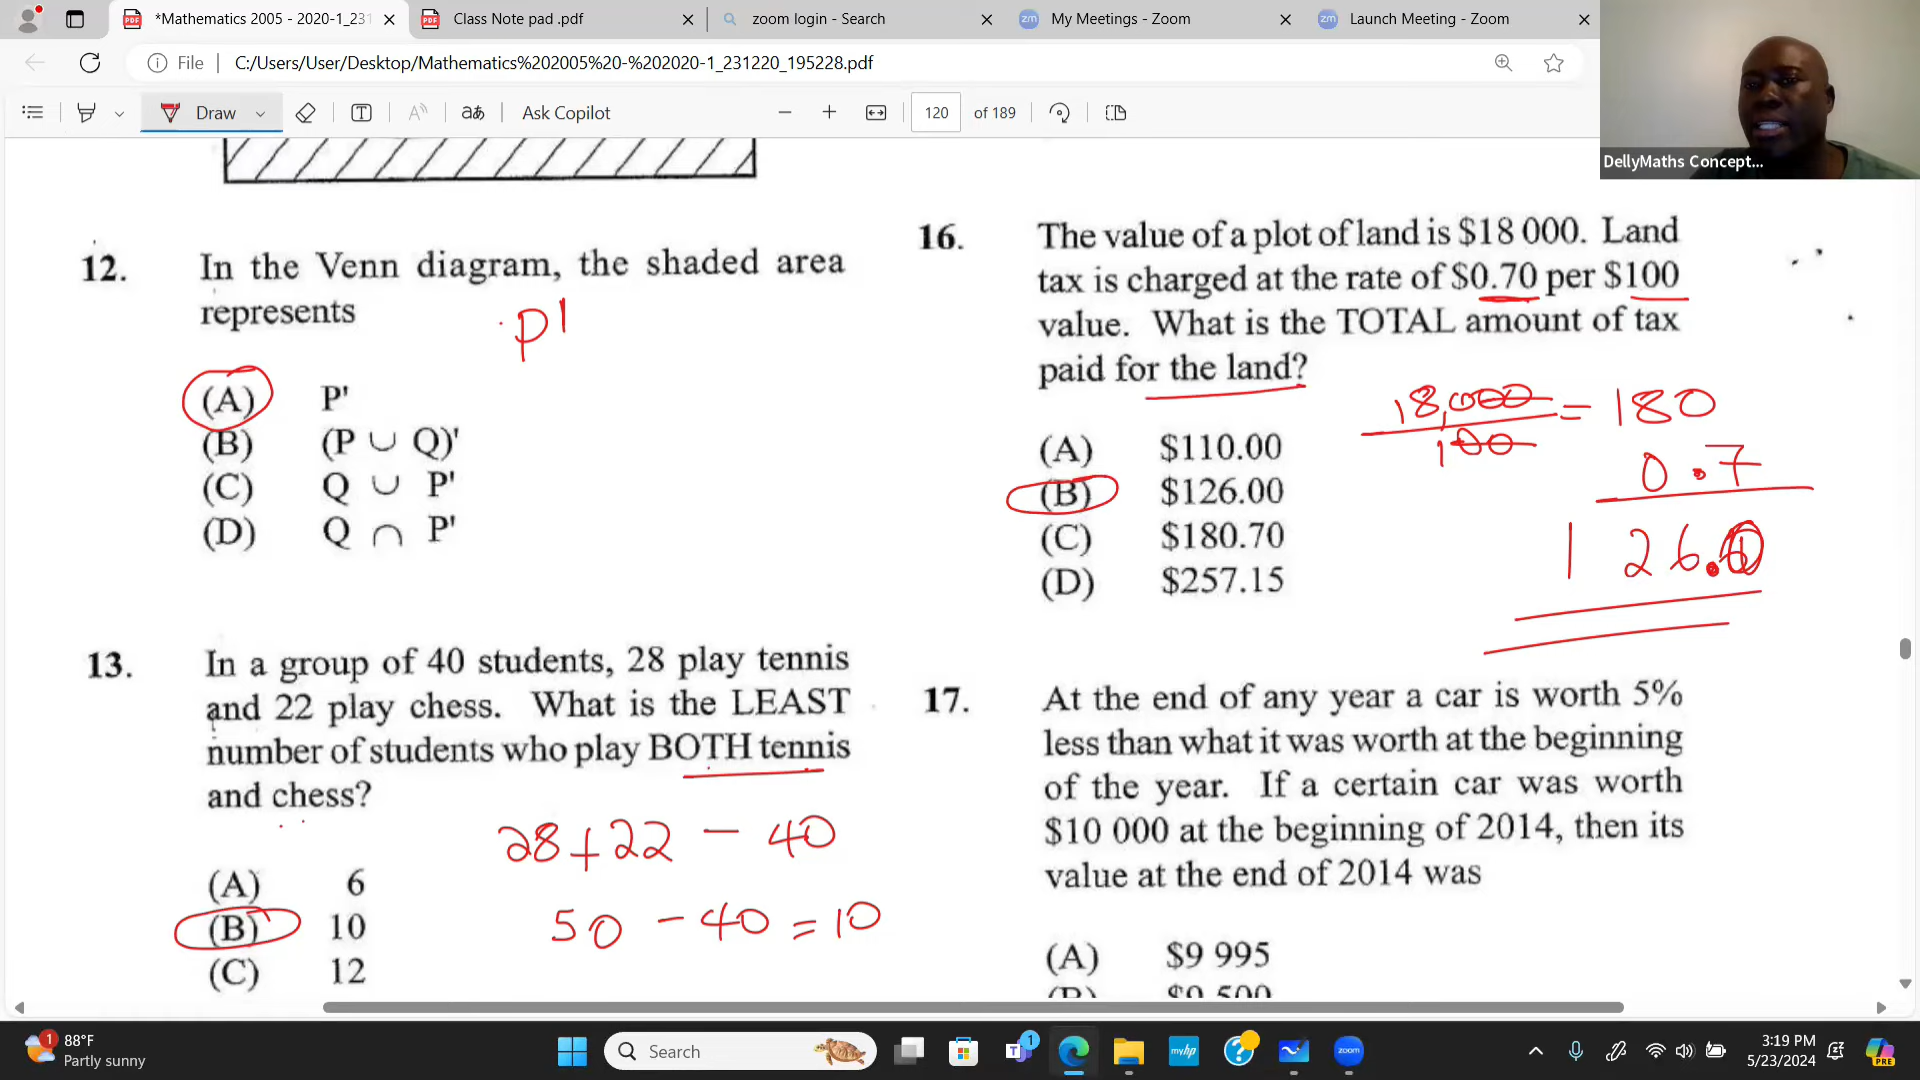 *Mathematics 2005 - 2020-1_231
Class Note pad .pdf
zoom login - Search
My Meetings - Zoom
Launch Meeting - Zoom
File
C:/Users/User/Desktop/Mathematics%202005%20-%202020-1_231220_195228.pdf
Draw
Ask Copilot
120 of 189
DellyMaths Concept...
12. In the Venn diagram, the shaded area
represents
P'
(A) P'
(B) (P ∪ Q)'
(C) Q ∪ P'
(D) Q ∩ P'
13. In a group of 40 students, 28 play tennis
and 22 play chess. What is the LEAST
number of students who play BOTH tennis
and chess?
28+22 - 40
50 - 40 = 10
(A) 6
(B) 10
(C) 12
16. The value of a plot of land is $18 000. Land
tax is charged at the rate of $0.70 per $100
value. What is the TOTAL amount of tax
paid for the land?
18,000 = 180
100
0.7
126.0
(A) $110.00
(B) $126.00
(C) $180.70
(D) $257.15
17. At the end of any year a car is worth 5%
less than what it was worth at the beginning
of the year. If a certain car was worth
$10 000 at the beginning of 2014, then its
value at the end of 2014 was
(A) $9 995
(B) $9 500
1
88°F
Partly sunny
Search
1
myhp
zoom
3:19 PM
5/23/2024
PRE